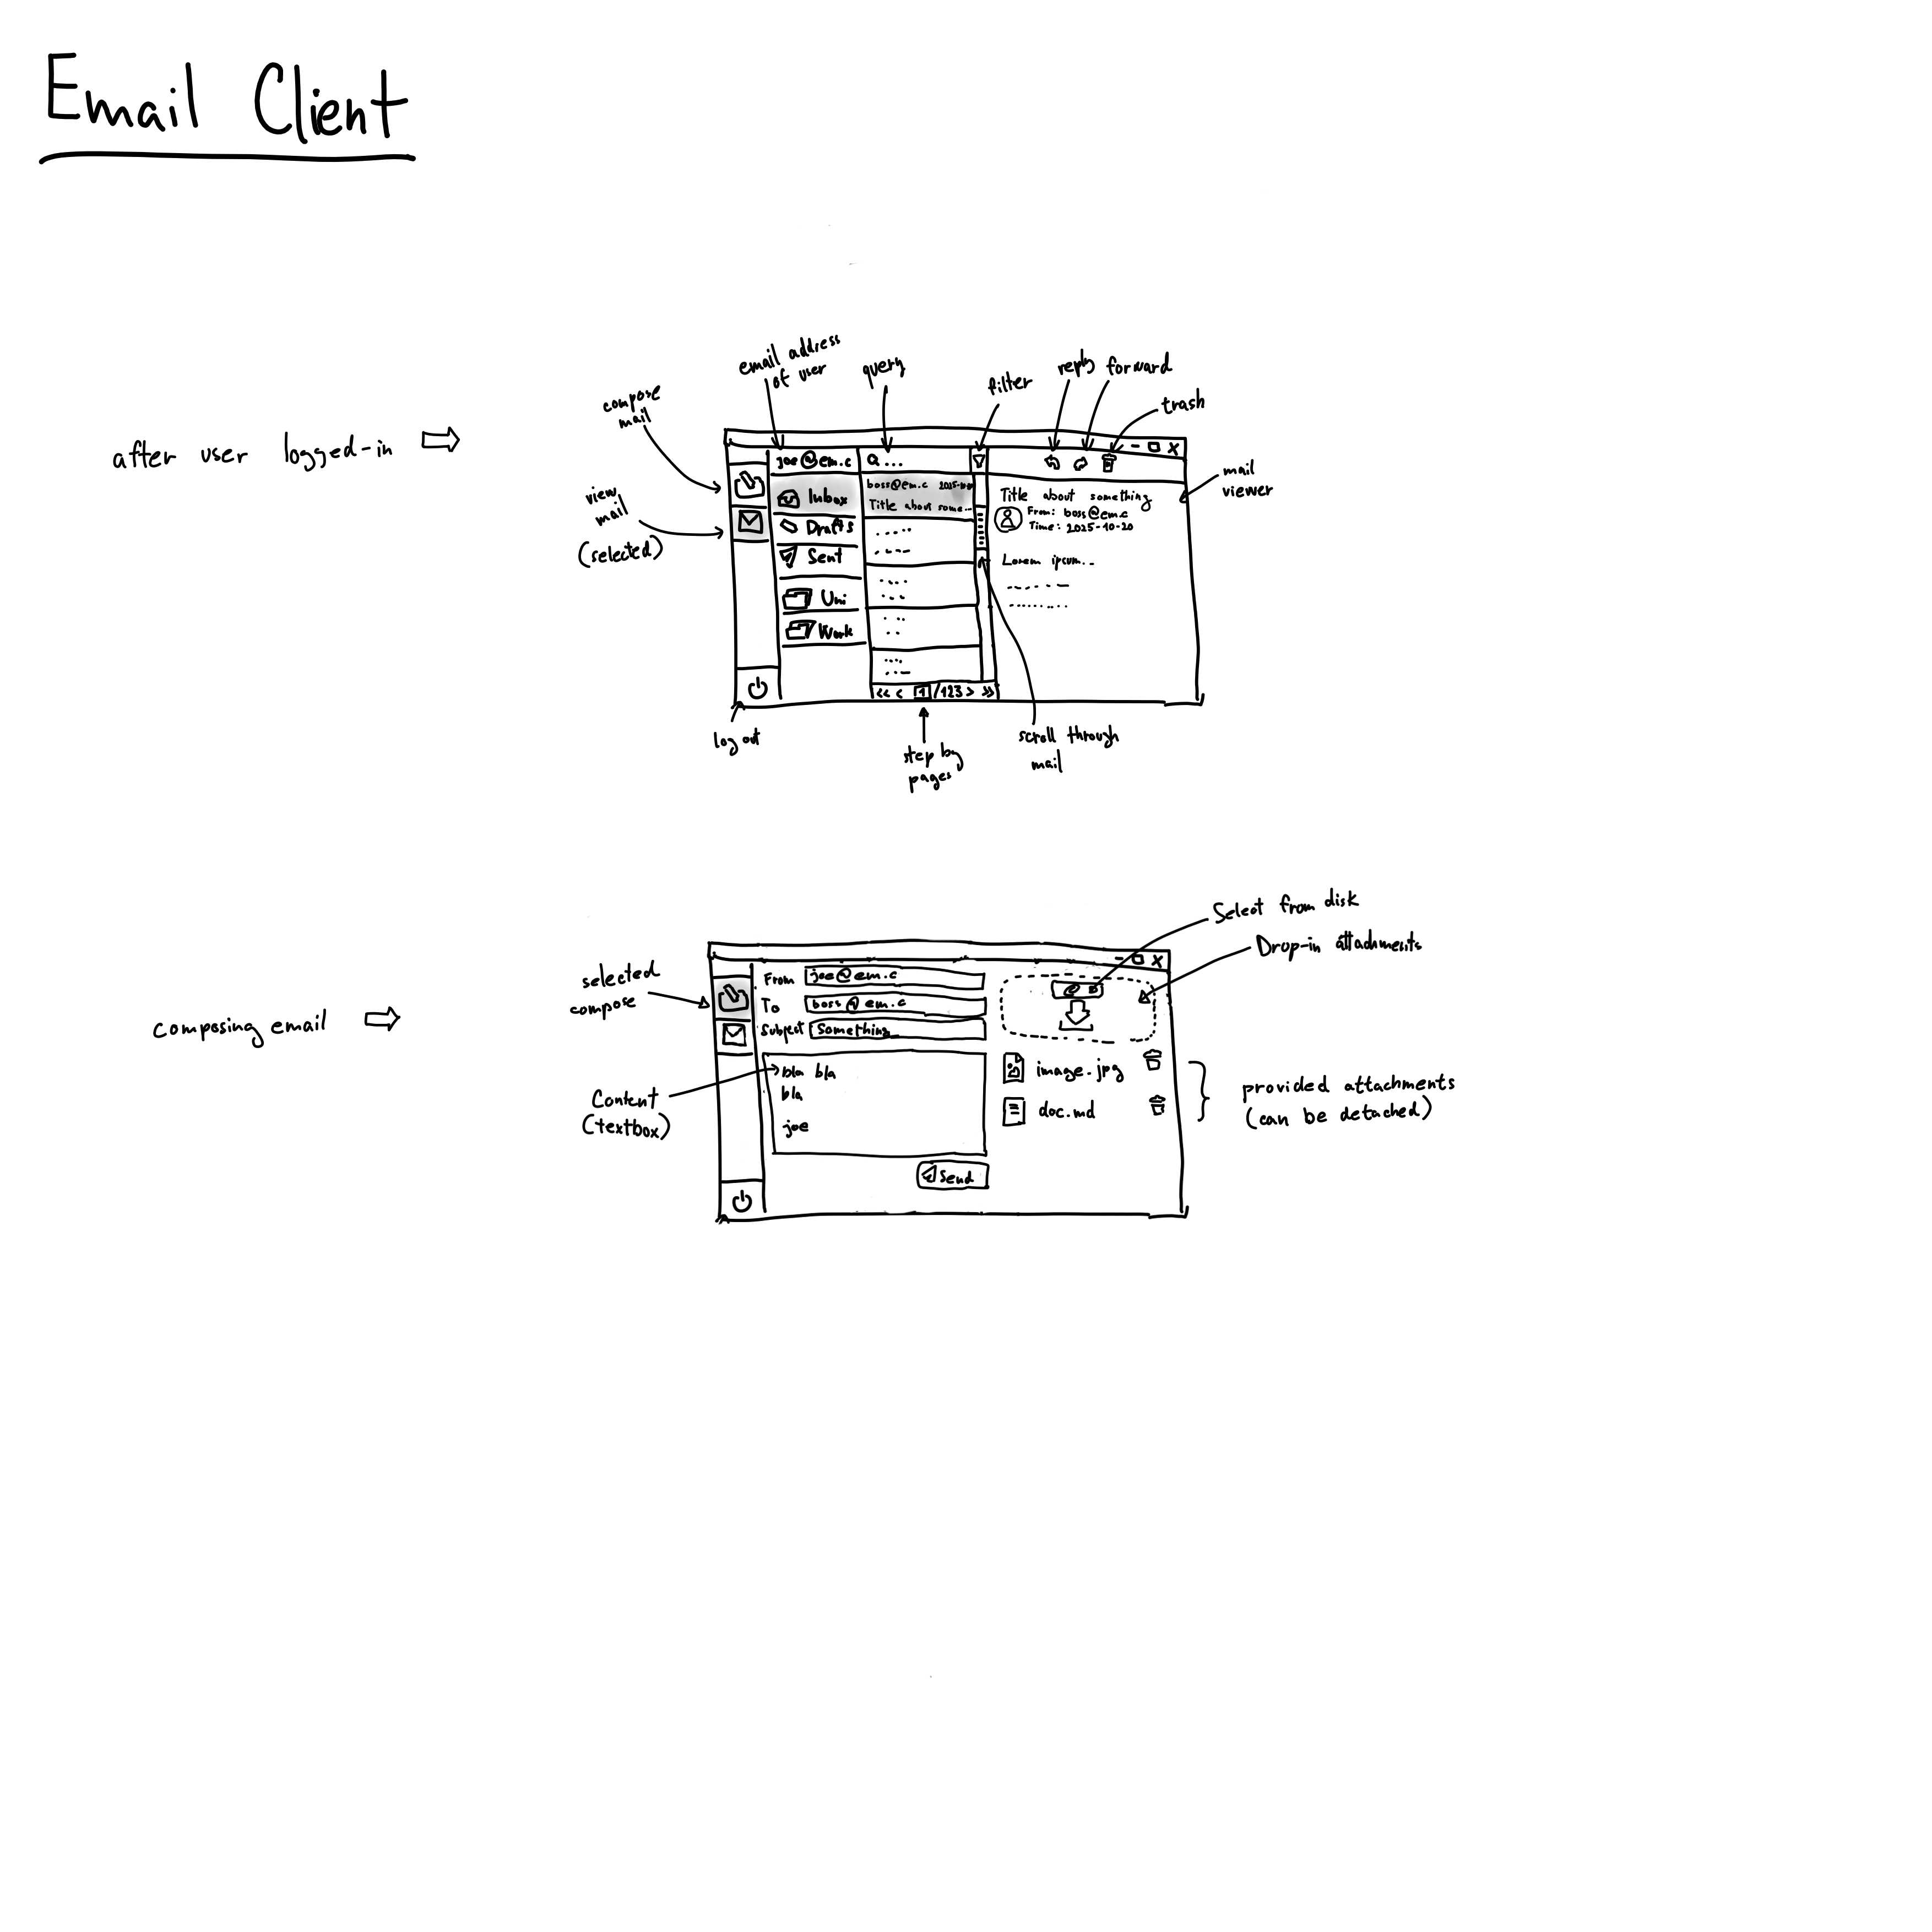 Email Client
after user logged-in
compose
mail
email address
of user
query
filter
reply
forward
trash
view
mail
(selected)
mail
viewer
joe@em.c
...
Inbox
Drafts
Sent
Uni
Work
boss@em.c 2025-
Title about some...
Title about something
From: boss@em.c
Time: 2025-10-20
Lorem ipsum...
<< < 1 /123 > >>
log out
step by
pages
scroll through
mail
composing email
selected
compose
Content
(textbox)
Select from disk
Drop-in attachments
From joe@em.c
To boss@em.c
Subject Something
bla bla
bla
joe
Send
image.jpg
doc.md
provided attachments
(can be detached)